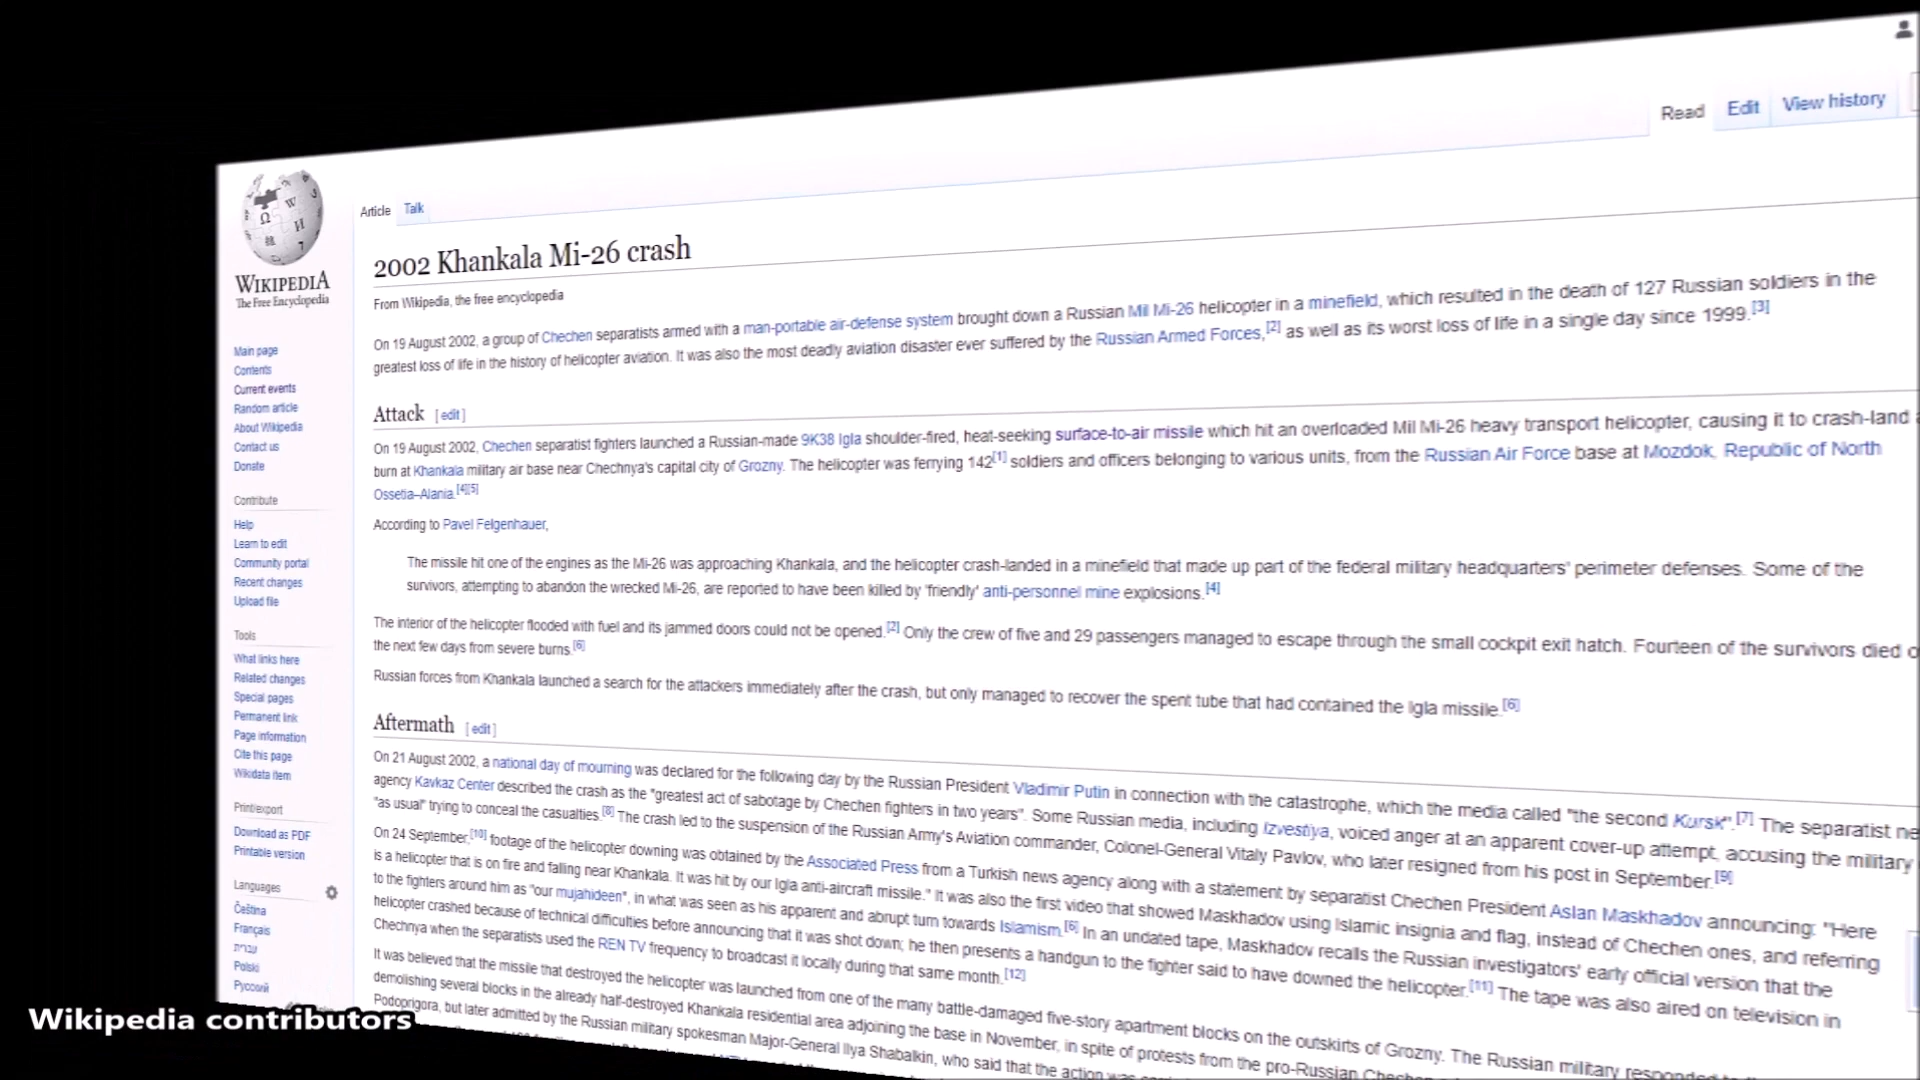 Read Edit View history
WIKIPEDIA
The Free Encyclopedia
Main page
Contents
Current events
Random article
About Wikipedia
Contact us
Donate
Contribute
Help
Learn to edit
Community portal
Recent changes
Upload file
Tools
What links here
Related changes
Special pages
Permanent link
Page information
Cite this page
Wikidata item
Print/export
Download as PDF
Printable version
Languages
Čeština
Français
עברית
Polski
Русский
Article Talk
2002 Khankala Mi-26 crash
From Wikipedia, the free encyclopedia
On 19 August 2002, a group of Chechen separatists armed with a man-portable air-defense system brought down a Russian Mil Mi-26 helicopter in a minefield, which resulted in the death of 127 Russian soldiers in the
greatest loss of life in the history of helicopter aviation. It was also the most deadly aviation disaster ever suffered by the Russian Armed Forces,[2] as well as its worst loss of life in a single day since 1999.[3]
Attack [edit]
On 19 August 2002, Chechen separatist fighters launched a Russian-made 9K38 Igla shoulder-fired, heat-seeking surface-to-air missile which hit an overloaded Mil Mi-26 heavy transport helicopter, causing it to crash-land
burn at Khankala military air base near Chechnya's capital city of Grozny. The helicopter was ferrying 142[1] soldiers and officers belonging to various units, from the Russian Air Force base at Mozdok, Republic of North
Ossetia–Alania.[4][5]
According to Pavel Felgenhauer,
The missile hit one of the engines as the Mi-26 was approaching Khankala, and the helicopter crash-landed in a minefield that made up part of the federal military headquarters' perimeter defenses. Some of the
survivors, attempting to abandon the wrecked Mi-26, are reported to have been killed by 'friendly' anti-personnel mine explosions.[4]
The interior of the helicopter flooded with fuel and its jammed doors could not be opened.[2] Only the crew of five and 29 passengers managed to escape through the small cockpit exit hatch. Fourteen of the survivors died
the next few days from severe burns.[6]
Russian forces from Khankala launched a search for the attackers immediately after the crash, but only managed to recover the spent tube that had contained the Igla missile.[6]
Aftermath [edit]
On 21 August 2002, a national day of mourning was declared for the following day by the Russian President Vladimir Putin in connection with the catastrophe, which the media called "the second Kursk".[7] The separatist ne
agency Kavkaz Center described the crash as the "greatest act of sabotage by Chechen fighters in two years". Some Russian media, including Izvestiya, voiced anger at an apparent cover-up attempt, accusing the military
"as usual" trying to conceal the casualties.[8] The crash led to the suspension of the Russian Army's Aviation commander, Colonel-General Vitaly Pavlov, who later resigned from his post in September.[9]
On 24 September,[10] footage of the helicopter downing was obtained by the Associated Press from a Turkish news agency along with a statement by separatist Chechen President Aslan Maskhadov announcing: "Here
is a helicopter that is on fire and falling near Khankala. It was hit by our Igla anti-aircraft missile." It was also the first video that showed Maskhadov using Islamic insignia and flag, instead of Chechen ones, and referring
to the fighters around him as "our mujahideen", in what was seen as his apparent and abrupt turn towards Islamism.[6] In an undated tape, Maskhadov recalls the Russian investigators' early official version that the
helicopter crashed because of technical difficulties before announcing that it was shot down; he then presents a handgun to the fighter said to have downed the helicopter.[11] The tape was also aired on television in
Chechnya when the separatists used the REN TV frequency to broadcast it locally during that same month.[12]
It was believed that the missile that destroyed the helicopter was launched from one of the many battle-damaged five-story apartment blocks on the outskirts of Grozny. The Russian military responded
demolishing several blocks in the already half-destroyed Khankala residential area adjoining the base in November, in spite of protests from the pro-Russian
Podoprigora, but later admitted by the Russian military spokesman Major-General Ilya Shabalkin, who said that the action
Wikipedia contributors